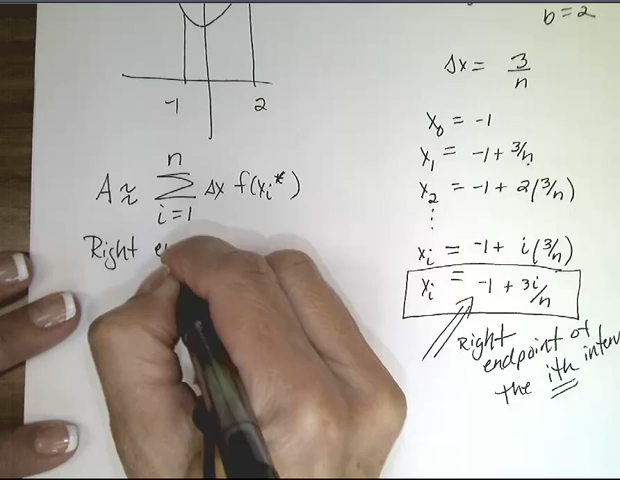 b = 2
-1 2
Δx = 3/n
x₀ = -1
x₁ = -1 + 3/n
x₂ = -1 + 2(3/n)
⋮
xᵢ = -1 + i(3/n)
xᵢ = -1 + 3i/n
Right
endpoint of
the ith
A ≈ Σ Δx f(xᵢ*)
n
i = 1
Right